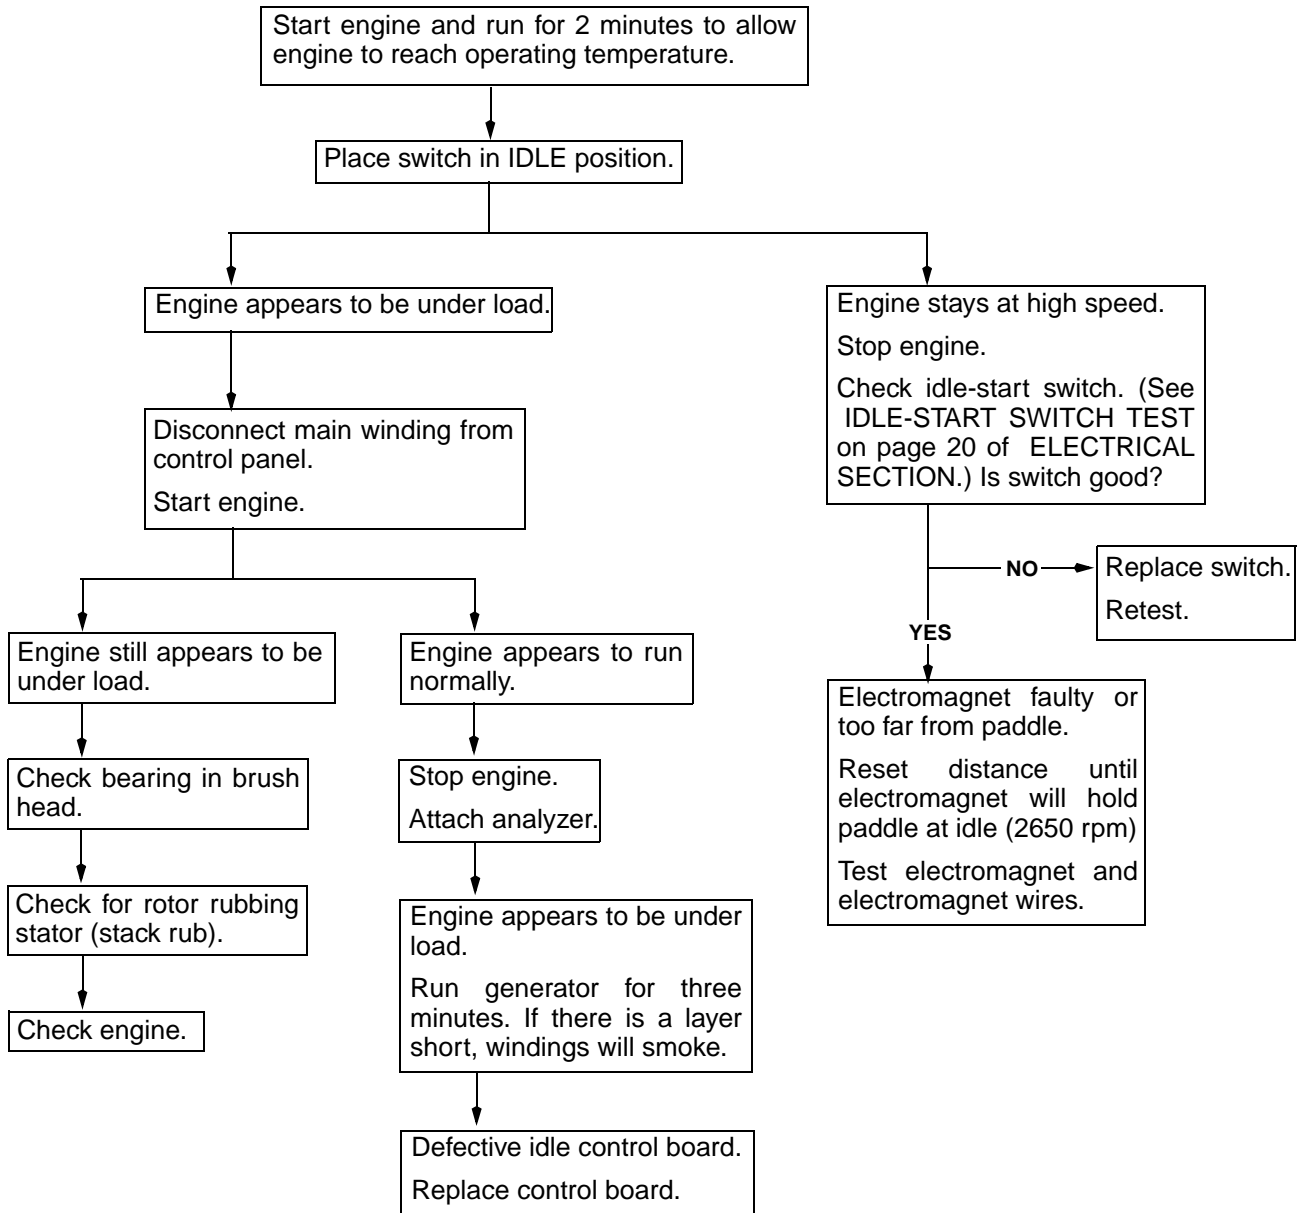 Start engine and run for 2 minutes to allow
engine to reach operating temperature.
Place switch in IDLE position.
Engine appears to be under load.
Engine stays at high speed.
Stop engine.
Check idle-start switch. (See
IDLE-START SWITCH TEST
on page 20 of ELECTRICAL
SECTION.) Is switch good?
Disconnect main winding from
control panel.
Start engine.
NO
Replace switch.
Retest.
YES
Engine still appears to be
under load.
Engine appears to run
normally.
Electromagnet faulty or
too far from paddle.
Reset distance until
electromagnet will hold
paddle at idle (2650 rpm)
Test electromagnet and
electromagnet wires.
Check bearing in brush
head.
Stop engine.
Attach analyzer.
Check for rotor rubbing
stator (stack rub).
Engine appears to be under
load.
Run generator for three
minutes. If there is a layer
short, windings will smoke.
Check engine.
Defective idle control board.
Replace control board.